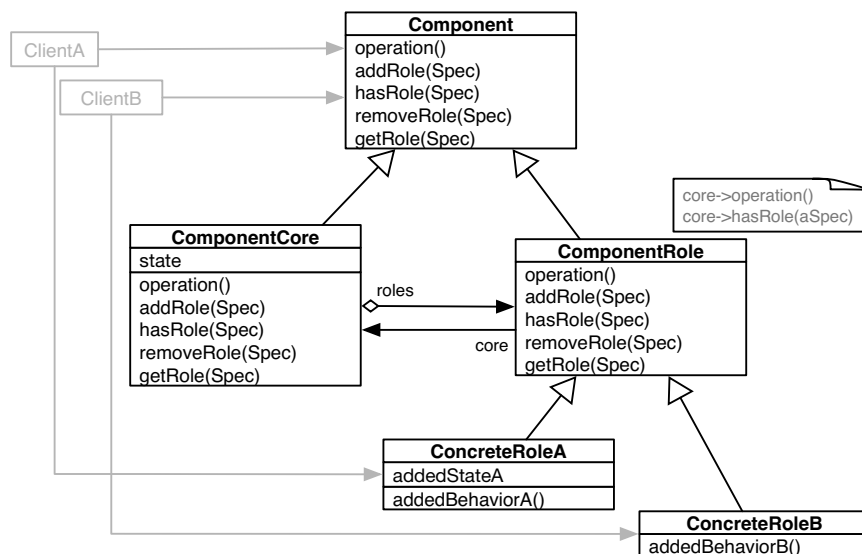 Component
operation()
addRole(Spec)
hasRole(Spec)
removeRole(Spec)
getRole(Spec)
ClientA
ClientB
core->operation()
core->hasRole(aSpec)
ComponentCore
state
operation()
addRole(Spec)
hasRole(Spec)
removeRole(Spec)
getRole(Spec)
roles
core
ComponentRole
operation()
addRole(Spec)
hasRole(Spec)
removeRole(Spec)
getRole(Spec)
ConcreteRoleA
addedStateA
addedBehaviorA()
ConcreteRoleB
addedBehaviorB()